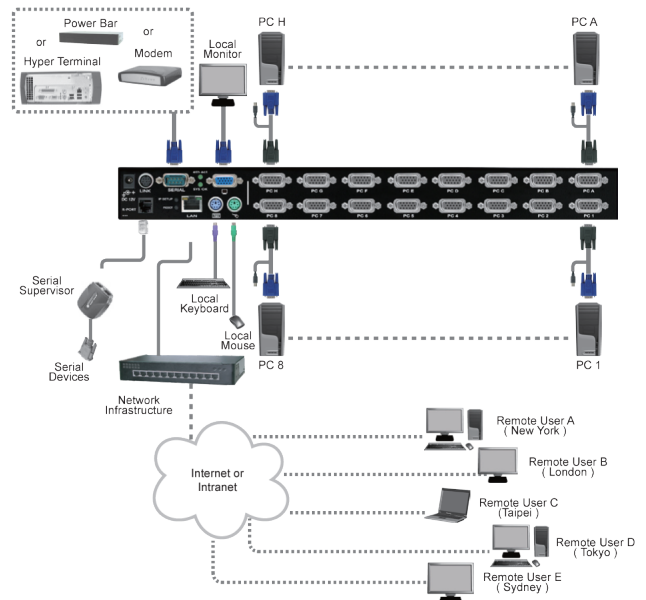 Power Bar
or
or
Modem
Hyper Terminal
Local
Monitor
PC H
PC A
DC 12V
LINK
SERIAL
PC H
PC G
PC F
PC E
PC D
PC C
PC B
PC A
LAN
PC 8
PC 7
PC 6
PC 5
PC 4
PC 3
PC 2
PC 1
Serial
Supervisor
Serial
Devices
Local
Keyboard
Local
Mouse
PC 8
PC 1
Network
Infrastructure
Internet or
Intranet
Remote User A
( New York )
Remote User B
( London )
Remote User C
(Taipei )
Remote User D
( Tokyo )
Remote User E
( Sydney )